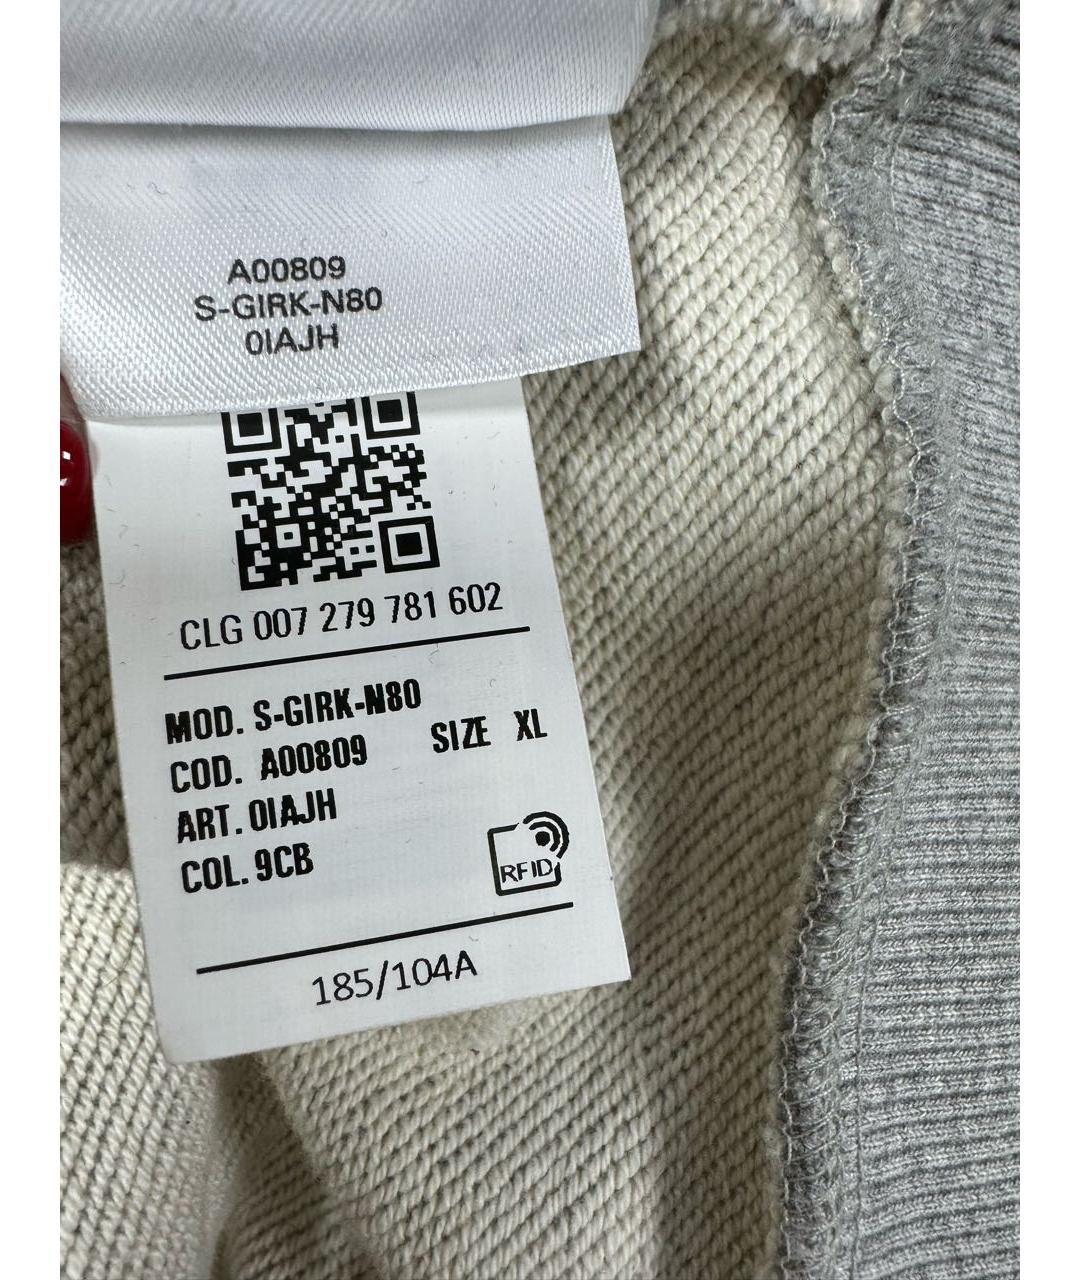 A00809
S-GIRK-N80
0IAJH
CLG 007 279 781 602
MOD. S-GIRK-N80
COD. A00809 SIZE XL
ART. 0IAJH
COL. 9CB
RFID
185/104A